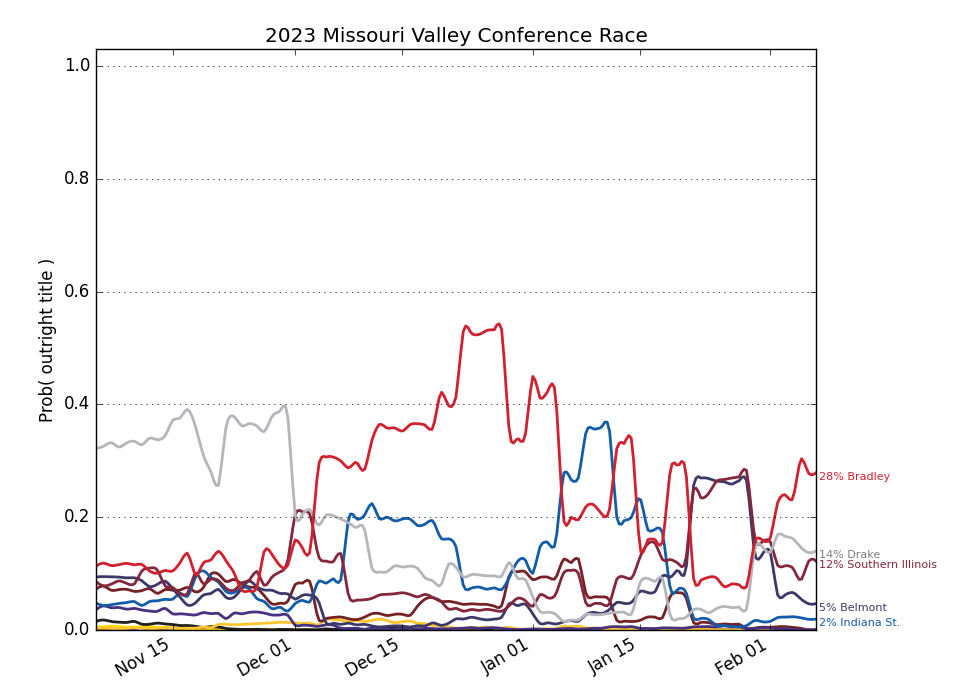 2023 Missouri Valley Conference Race
Prob( outright title )
1.0
0.8
0.6
0.4
0.2
0.0
28% Bradley
14% Drake
12% Southern Illinois
5% Belmont
2% Indiana St.
Nov 15
Dec 01
Dec 15
Jan 01
Jan 15
Feb 01